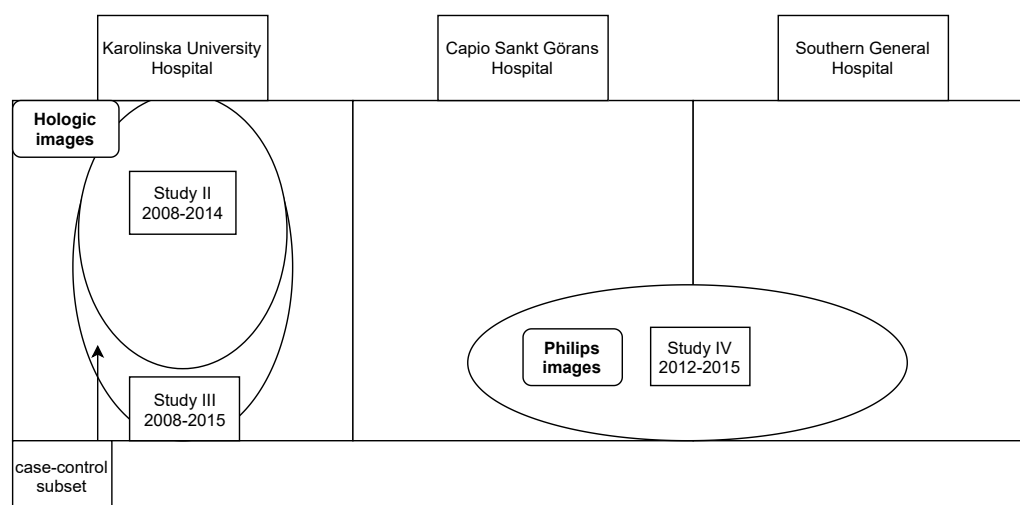 Karolinska University
Hospital
Capio Sankt Görans
Hospital
Southern General
Hospital
Hologic
images
Study II
2008-2014
Philips
images
Study IV
2012-2015
Study III
2008-2015
case-control
subset